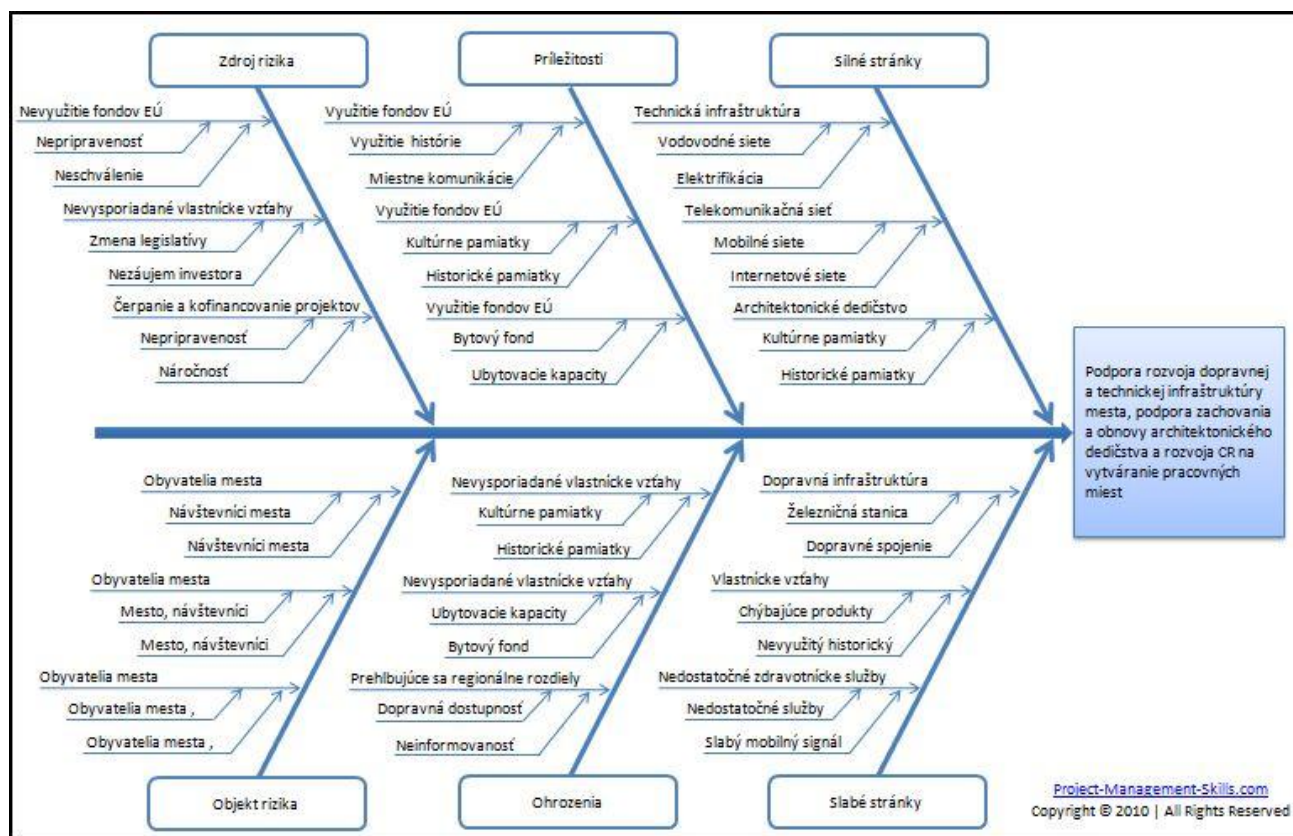 Zdroj rizika
Príležitosti
Silné stránky
Nevyužitie fondov EÚ
Nepripravenosť
Neschválenie
Nevysporiadané vlastnícke vzťahy
Zmena legislatívy
Nezáujem investora
Čerpanie a kofinancovanie projektov
Nepripravenosť
Náročnosť
Využitie fondov EÚ
Využitie histórie
Miestne komunikácie
Využitie fondov EÚ
Kultúrne pamiatky
Historické pamiatky
Využitie fondov EÚ
Bytový fond
Ubytovacie kapacity
Technická infraštruktúra
Vodovodné siete
Elektrifikácia
Telekomunikačná sieť
Mobilné siete
Internetové siete
Architektonické dedičstvo
Kultúrne pamiatky
Historické pamiatky
Podpora rozvoja dopravnej
a technickej infraštruktúry
mesta, podpora zachovania
a obnovy architektonického
dedičstva a rozvoja CR na
vytváranie pracovných
miest
Obyvatelia mesta
Návštevníci mesta
Návštevníci mesta
Obyvatelia mesta
Mesto, návštevníci
Mesto, návštevníci
Obyvatelia mesta
Obyvatelia mesta ,
Obyvatelia mesta ,
Nevysporiadané vlastnícke vzťahy
Kultúrne pamiatky
Historické pamiatky
Nevysporiadané vlastnícke vzťahy
Ubytovacie kapacity
Bytový fond
Prehlbujúce sa regionálne rozdiely
Dopravná dostupnosť
Neinformovanosť
Dopravná infraštruktúra
Železničná stanica
Dopravné spojenie
Vlastnícke vzťahy
Chýbajúce produkty
Nevyužitý historický
Nedostatočné zdravotnícke služby
Nedostatočné služby
Slabý mobilný signál
Objekt rizika
Ohrozenia
Slabé stránky
Project-Management-Skills.com
Copyright © 2010 | All Rights Reserved